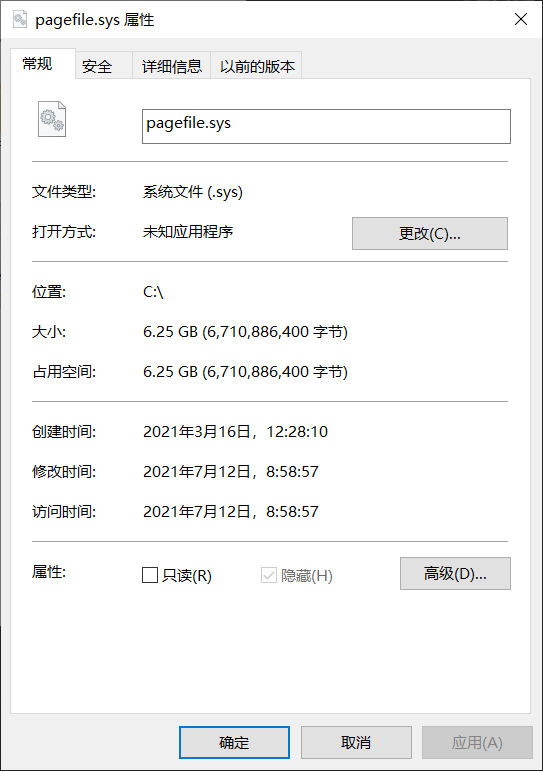 pagefile.sys 属性
常规 安全 详细信息 以前的版本
pagefile.sys
文件类型: 系统文件 (.sys)
打开方式: 未知应用程序 更改(C)...
位置: C:\
大小: 6.25 GB (6,710,886,400 字节)
占用空间: 6.25 GB (6,710,886,400 字节)
创建时间: 2021年3月16日，12:28:10
修改时间: 2021年7月12日，8:58:57
访问时间: 2021年7月12日，8:58:57
属性: 只读(R) 隐藏(H) 高级(D)...
确定 取消 应用(A)